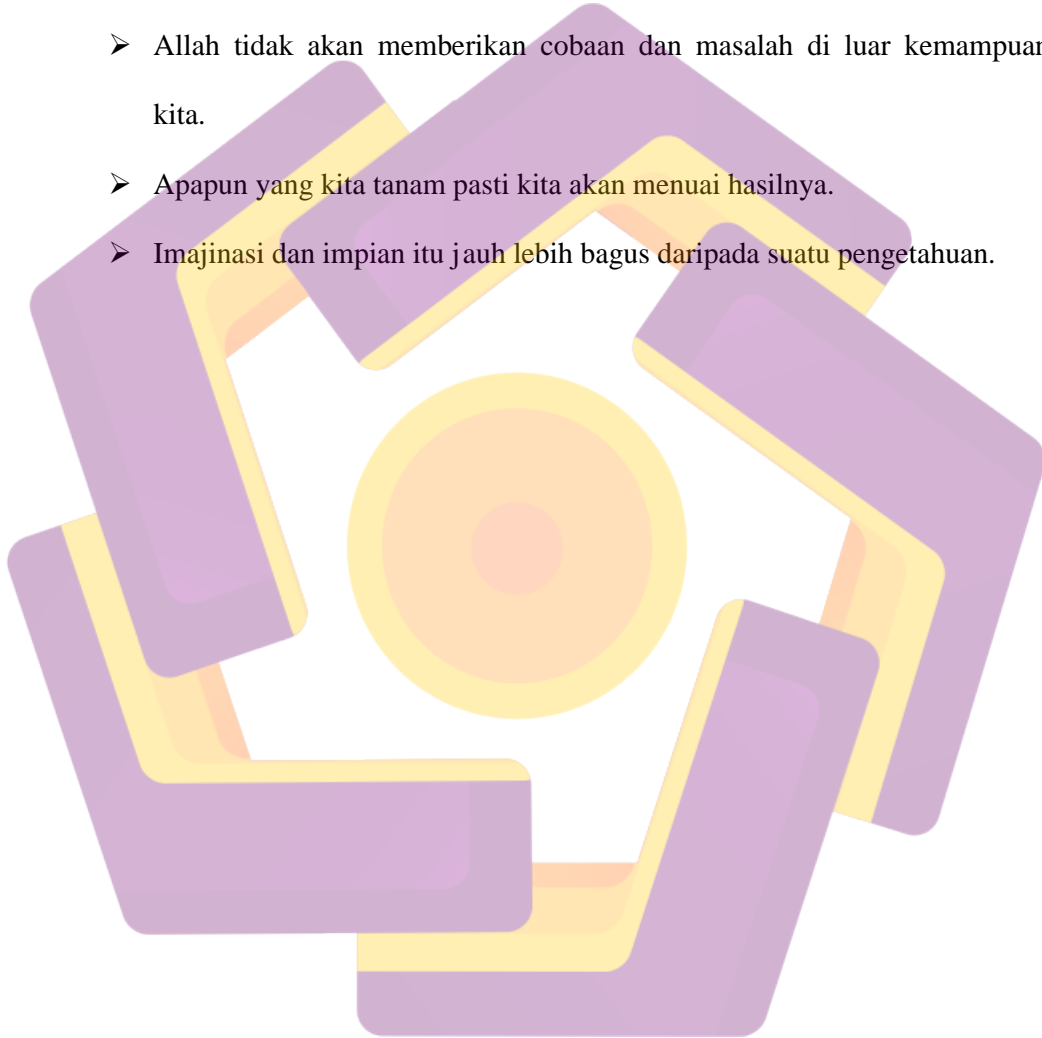 ➢ Allah tidak akan memberikan cobaan dan masalah di luar kemampuan
kita.
➢ Apapun yang kita tanam pasti kita akan menuai hasilnya.
➢ Imajinasi dan impian itu jauh lebih bagus daripada suatu pengetahuan.